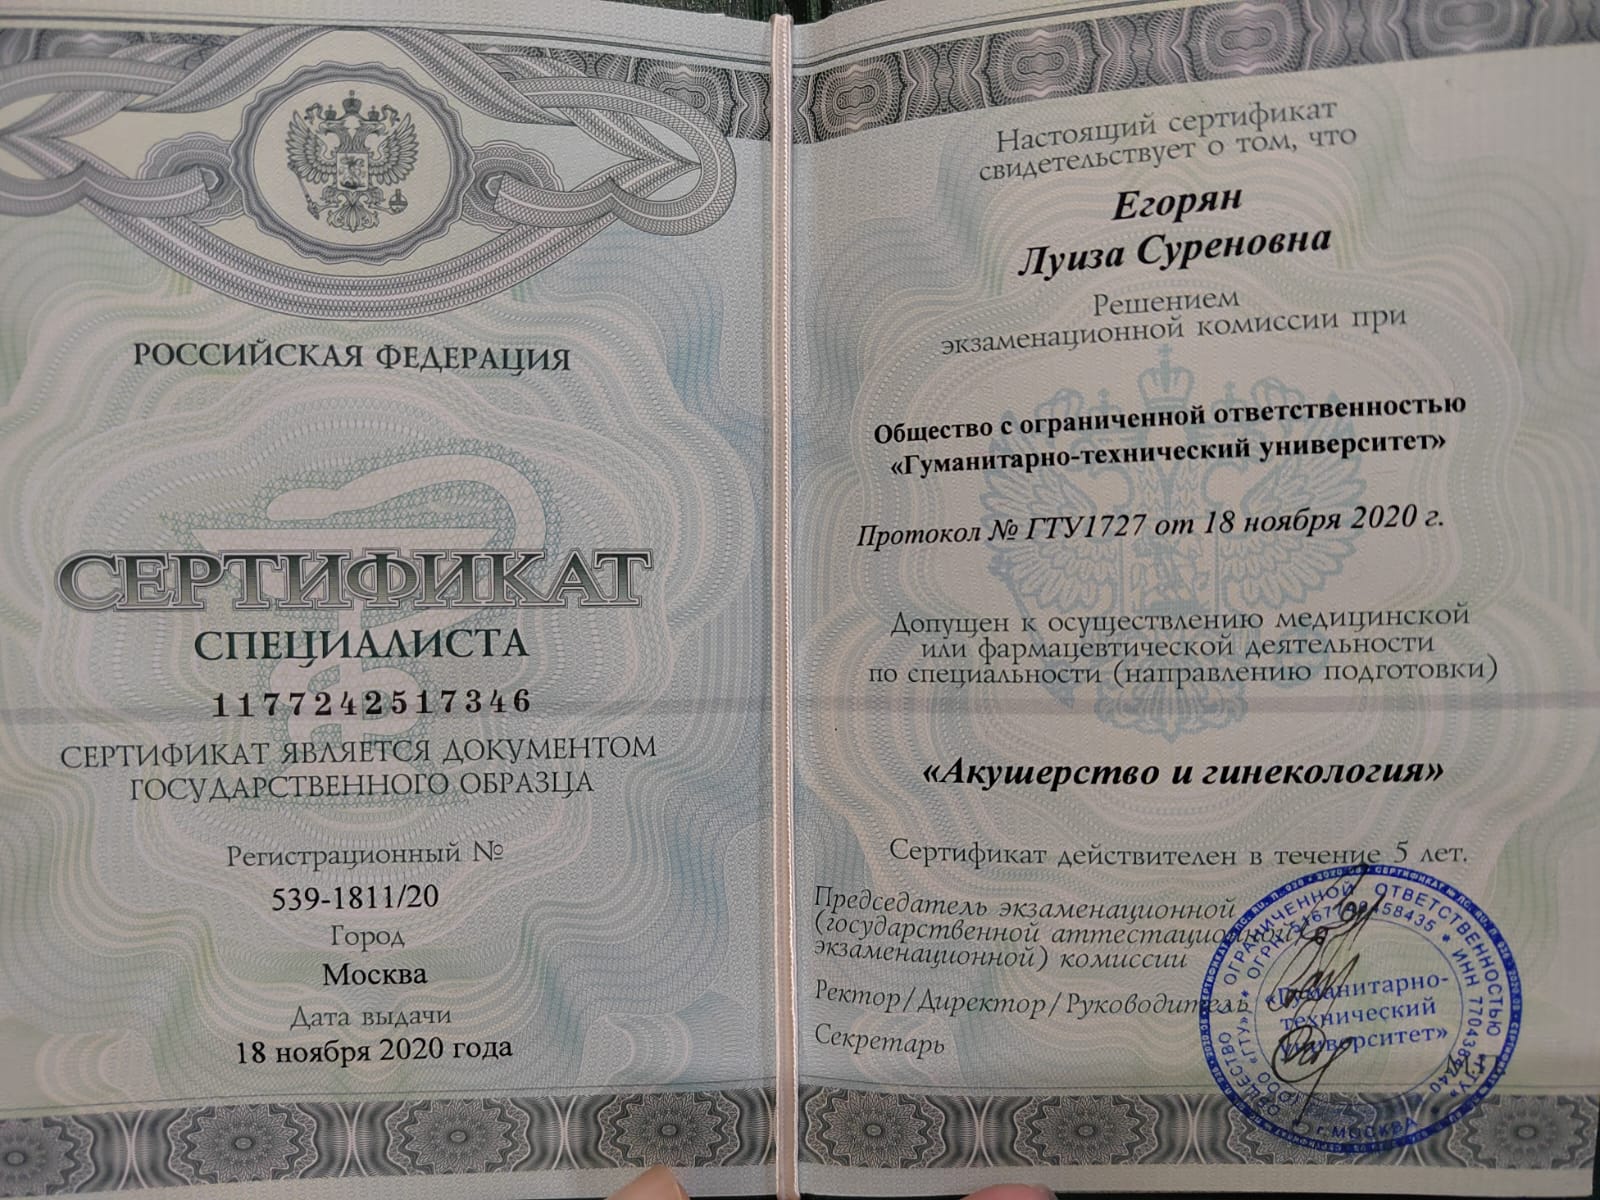 РОССИЙСКАЯ ФЕДЕРАЦИЯ
СЕРТИФИКАТ
СПЕЦИАЛИСТА
1177242517346
СЕРТИФИКАТ ЯВЛЯЕТСЯ ДОКУМЕНТОМ
ГОСУДАРСТВЕННОГО ОБРАЗЦА
Регистрационный №
539-1811/20
Город
Москва
Дата выдачи
18 ноября 2020 года
Настоящий сертификат
свидетельствует о том, что
Егорян
Луиза Суреновна
Решением
экзаменационной комиссии при
Общество с ограниченной ответственностью
«Гуманитарно-технический университет»
Протокол № ГТУ1727 от 18 ноября 2020 г.
Допущен к осуществлению медицинской
или фармацевтической деятельности
по специальности (направлению подготовки)
«Акушерство и гинекология»
Сертификат действителен в течение 5 лет.
Председатель экзаменационной
(государственной аттестационной,
экзаменационной) комиссии
Ректор/Директор/Руководитель
Секретарь
ОБЩЕСТВО С ОГРАНИЧЕННОЙ ОТВЕТСТВЕННОСТЬЮ
«Гуманитарно-
технический
университет»
г. МОСКВА